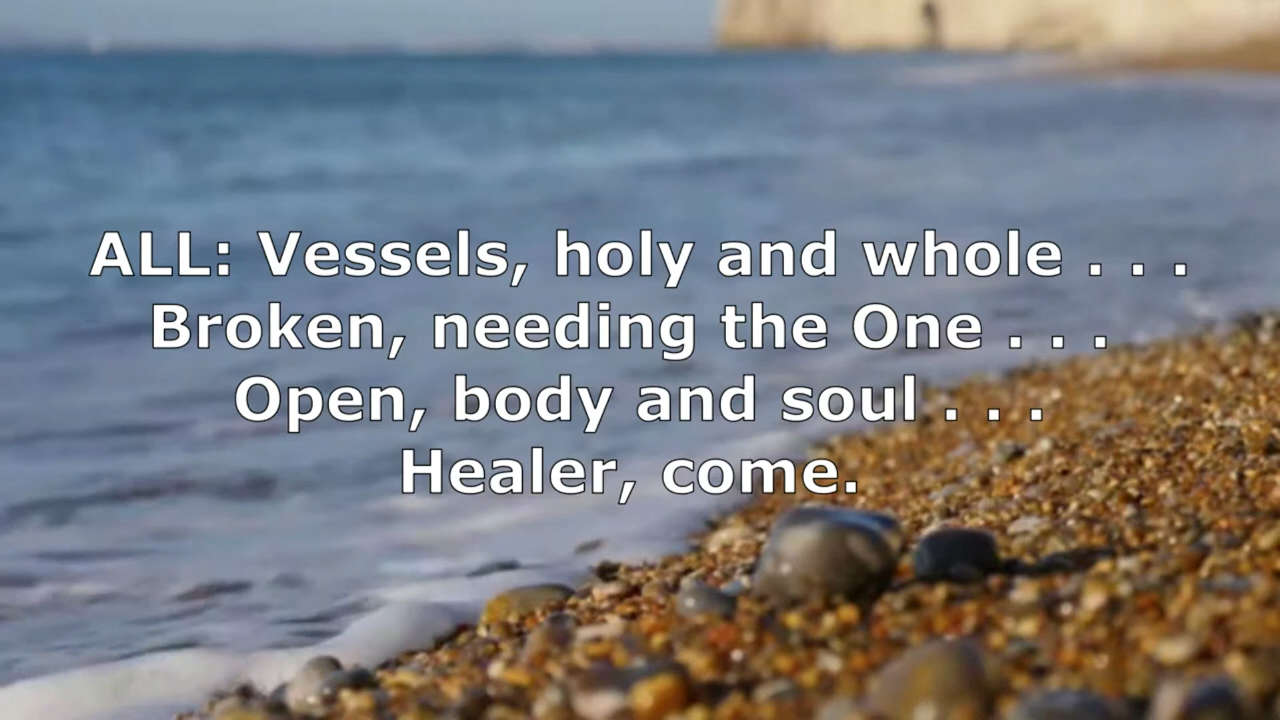 ALL: Vessels, holy and whole . . .
Broken, needing the One . . .
Open, body and soul . . .
Healer, come.